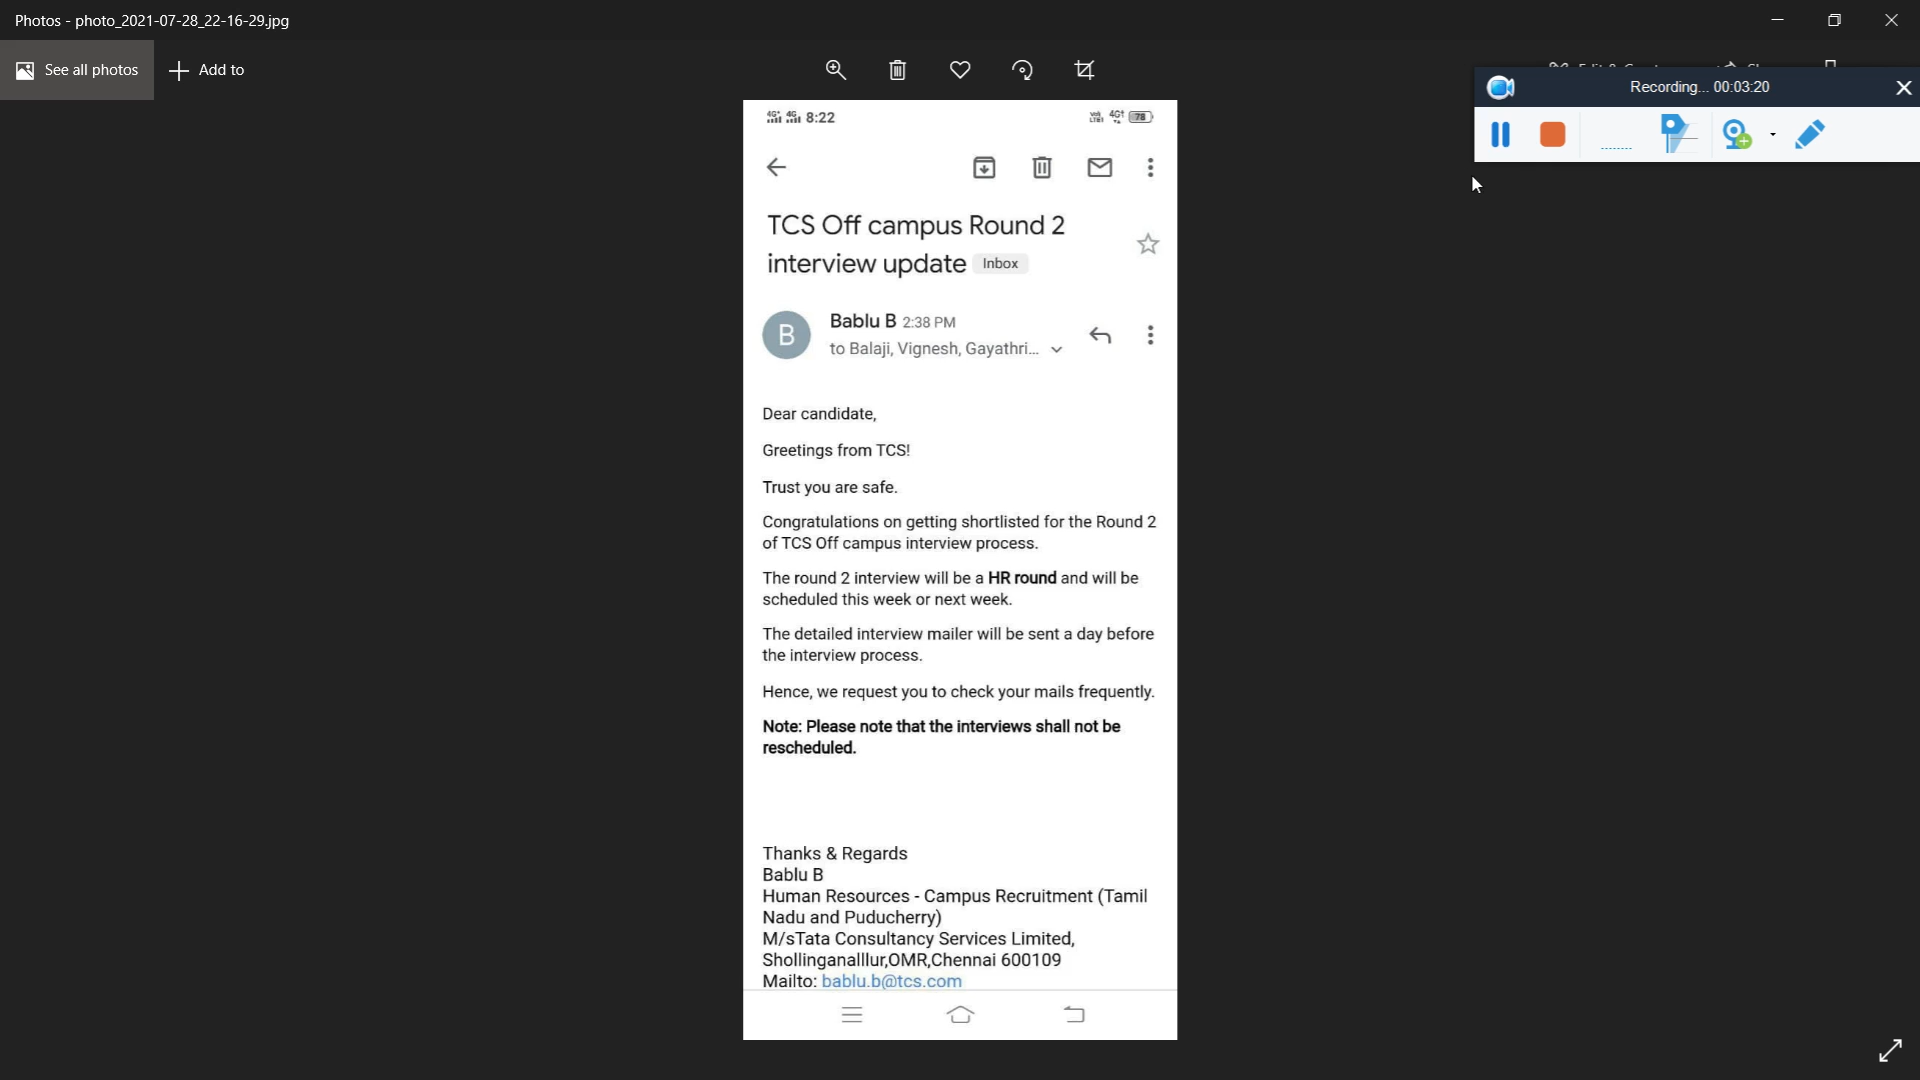 Photos - photo_2021-07-28_22-16-29.jpg
See all photos
Add to
Recording... 00:03:20
8:22
78
TCS Off campus Round 2
interview update Inbox
B
Bablu B 2:38 PM
to Balaji, Vignesh, Gayathri...
Dear candidate,
Greetings from TCS!
Trust you are safe.
Congratulations on getting shortlisted for the Round 2
of TCS Off campus interview process.
The round 2 interview will be a HR round and will be
scheduled this week or next week.
The detailed interview mailer will be sent a day before
the interview process.
Hence, we request you to check your mails frequently.
Note: Please note that the interviews shall not be
rescheduled.
Thanks & Regards
Bablu B
Human Resources - Campus Recruitment (Tamil
Nadu and Puducherry)
M/sTata Consultancy Services Limited,
Shollinganalllur,OMR,Chennai 600109
Mailto: bablu.b@tcs.com